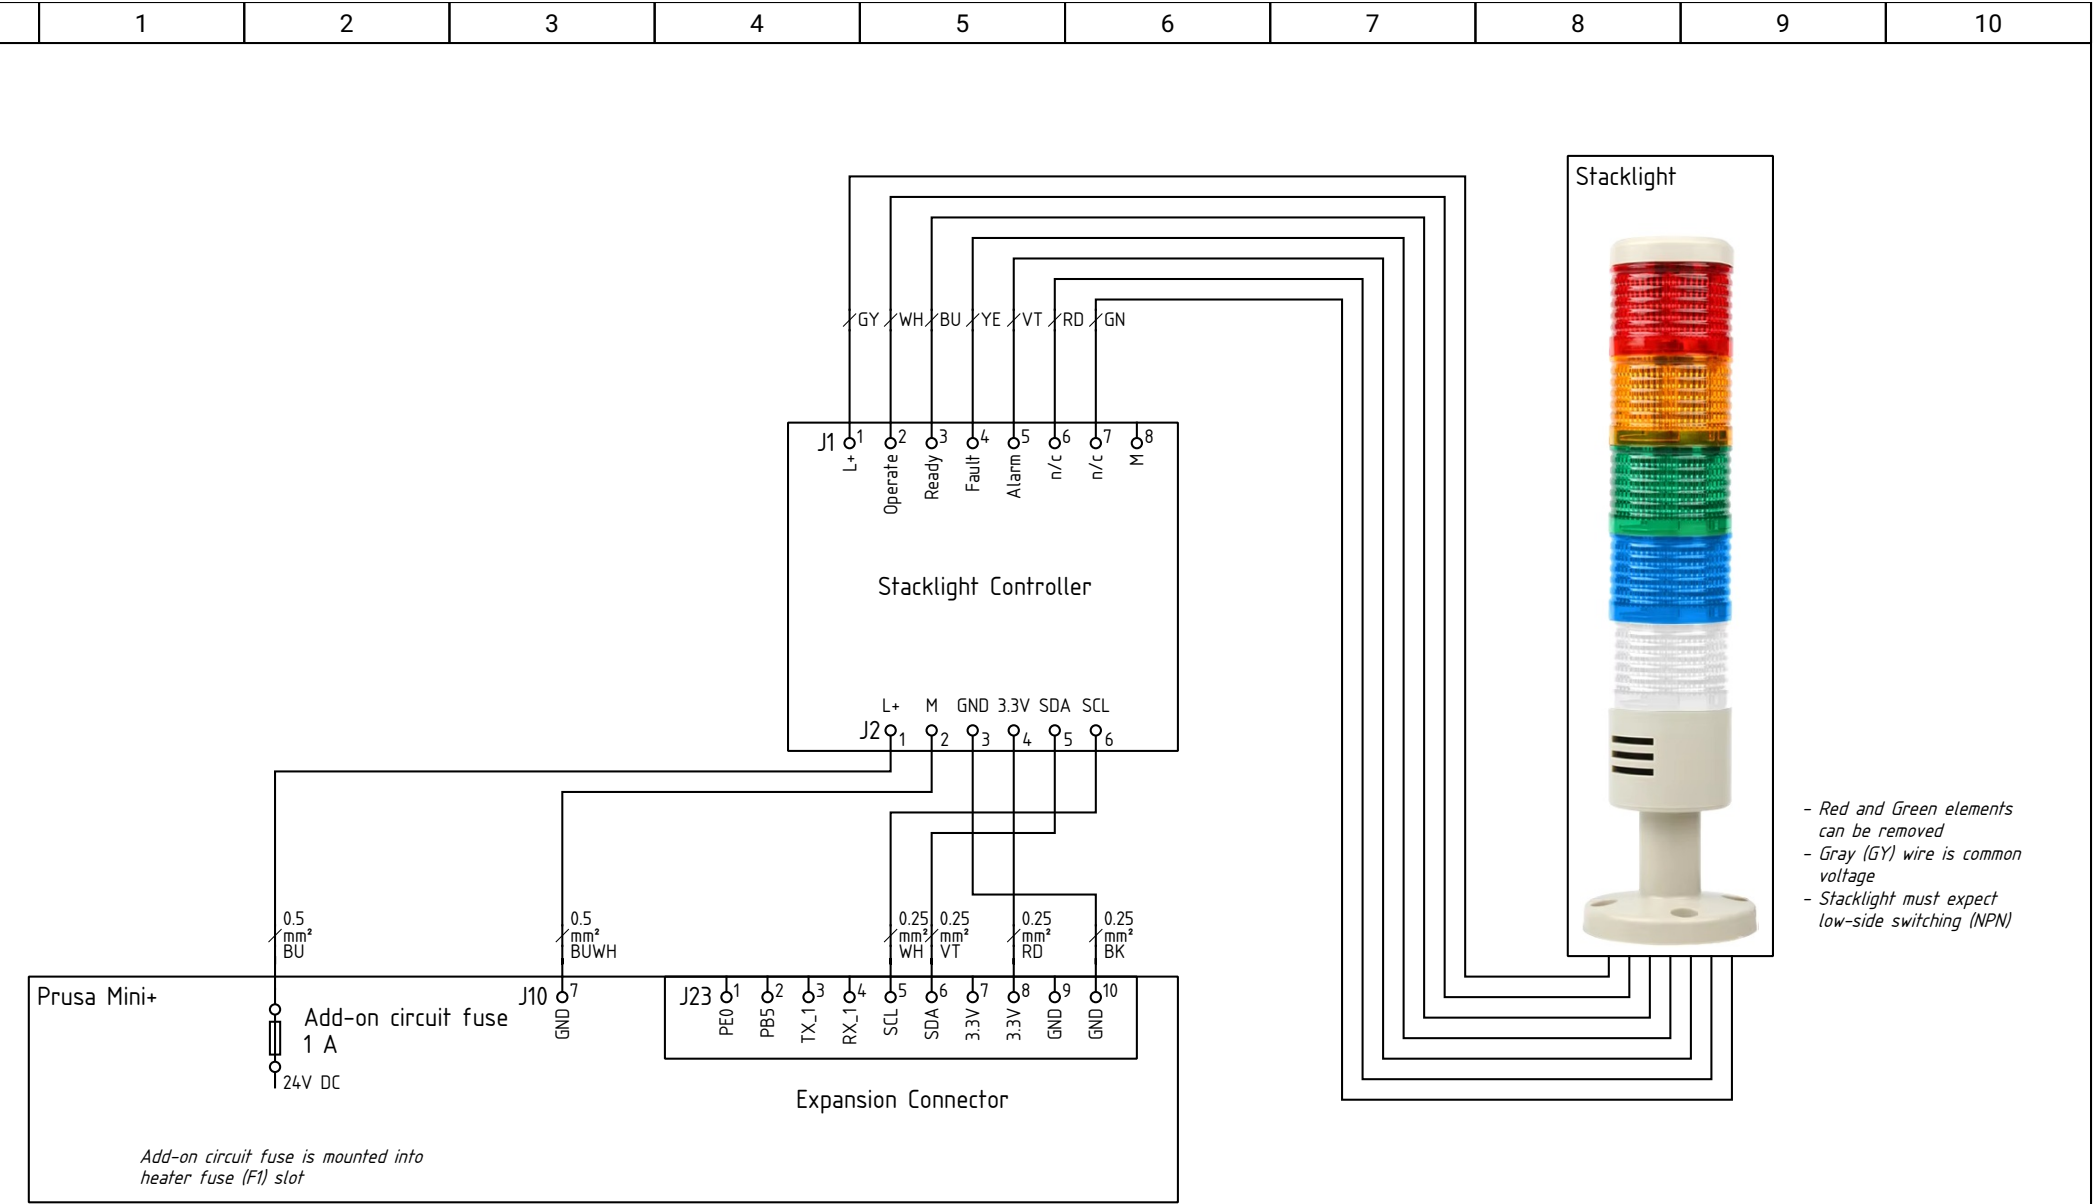 1 2 3 4 5 6 7 8 9 10
Stacklight
GY WH BU YE VT RD GN
J1 1 2 3 4 5 6 7 8
L+ Operate Ready Fault Alarm n/c n/c M
Stacklight Controller
L+ M GND 3.3V SDA SCL
J2 1 2 3 4 5 6
- Red and Green elements
can be removed
- Gray (GY) wire is common
voltage
- Stacklight must expect
low-side switching (NPN)
0.5 0.5 0.25 0.25 0.25 0.25
mm² mm² mm² mm² mm² mm²
BU BUWH WH VT RD BK
Prusa Mini+
J10 7
GND
J23 1 2 3 4 5 6 7 8 9 10
PE0 PB5 TX_1 RX_1 SCL SDA 3.3V 3.3V GND GND
Add-on circuit fuse
1 A
24V DC
Expansion Connector
Add-on circuit fuse is mounted into
heater fuse (F1) slot